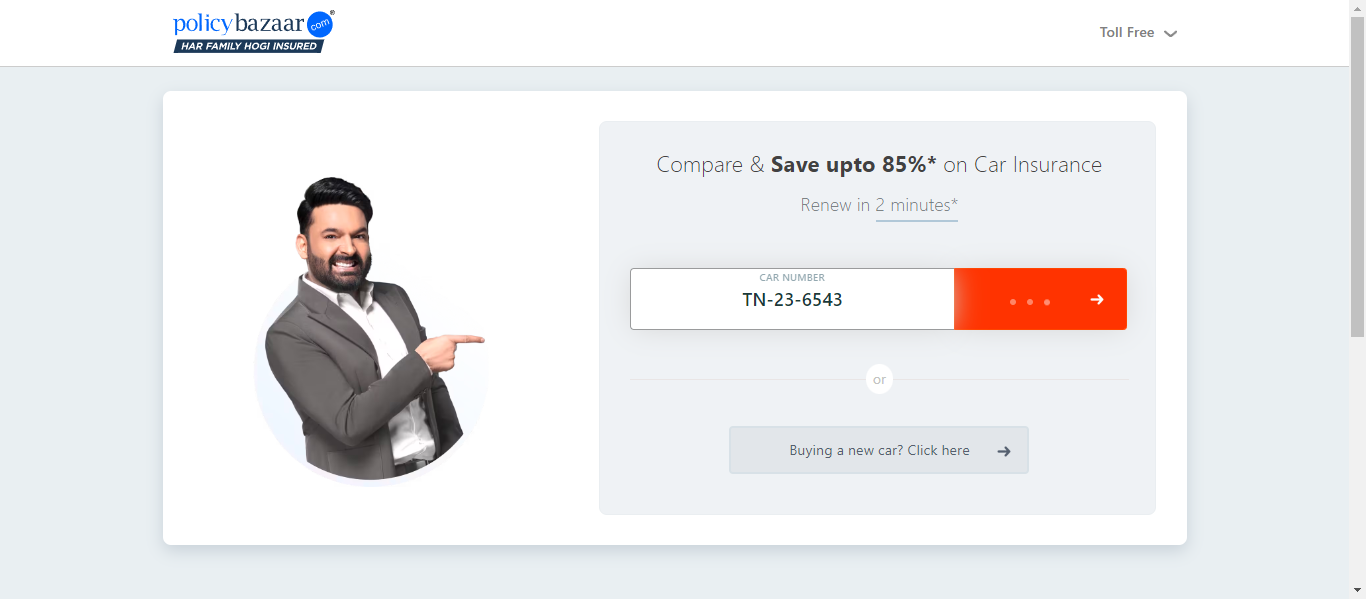 policybazaar.com®
HAR FAMILY HOGI INSURED
Toll Free
Compare & Save upto 85%* on Car Insurance
Renew in 2 minutes*
CAR NUMBER
TN-23-6543
or
Buying a new car? Click here